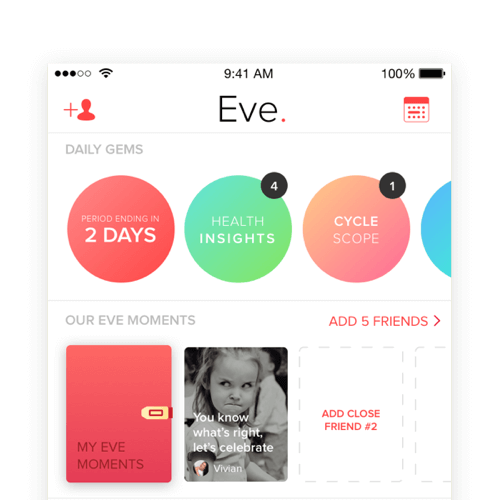 9:41 AM 100%
Eve.
DAILY GEMS
PERIOD ENDING IN
2 DAYS
4
HEALTH
INSIGHTS
1
CYCLE
SCOPE
OUR EVE MOMENTS
ADD 5 FRIENDS
MY EVE
MOMENTS
You know
what's right,
let's celebrate
Vivian
ADD CLOSE
FRIEND #2